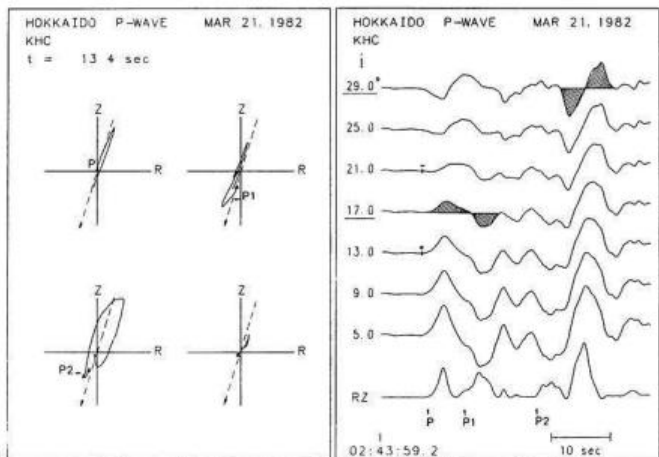 HOKKAIDO P-WAVE MAR 21, 1982
KHC
t = 13 4 sec
Z
P
R
Z
P1
R
Z
P2
R
Z
R
HOKKAIDO P-WAVE MAR 21, 1982
KHC
i
29.0°
25.0
21.0
17.0
13.0
9.0
5.0
RZ
P P1 P2
02:43:59.2 10 sec